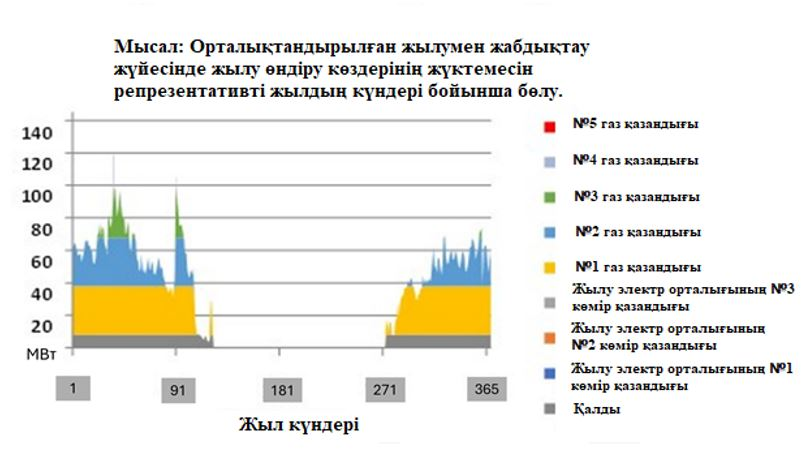 Мысал: Орталықтандырылған жылумен жабдықтау
жүйесінде жылу өндіру көздерінің жүктемесін
репрезентативті жылдың күндері бойынша бөлу.
140
120
100
80
60
40
20
МВт
1
91
181
271
365
Жыл күндері
№5 газ қазандығы
№4 газ қазандығы
№3 газ қазандығы
№2 газ қазандығы
№1 газ қазандығы
Жылу электр орталығының №3
көмір қазандығы
Жылу электр орталығының
№2 көмір қазандығы
Жылу электр орталығының №1
көмір қазандығы
Қалды